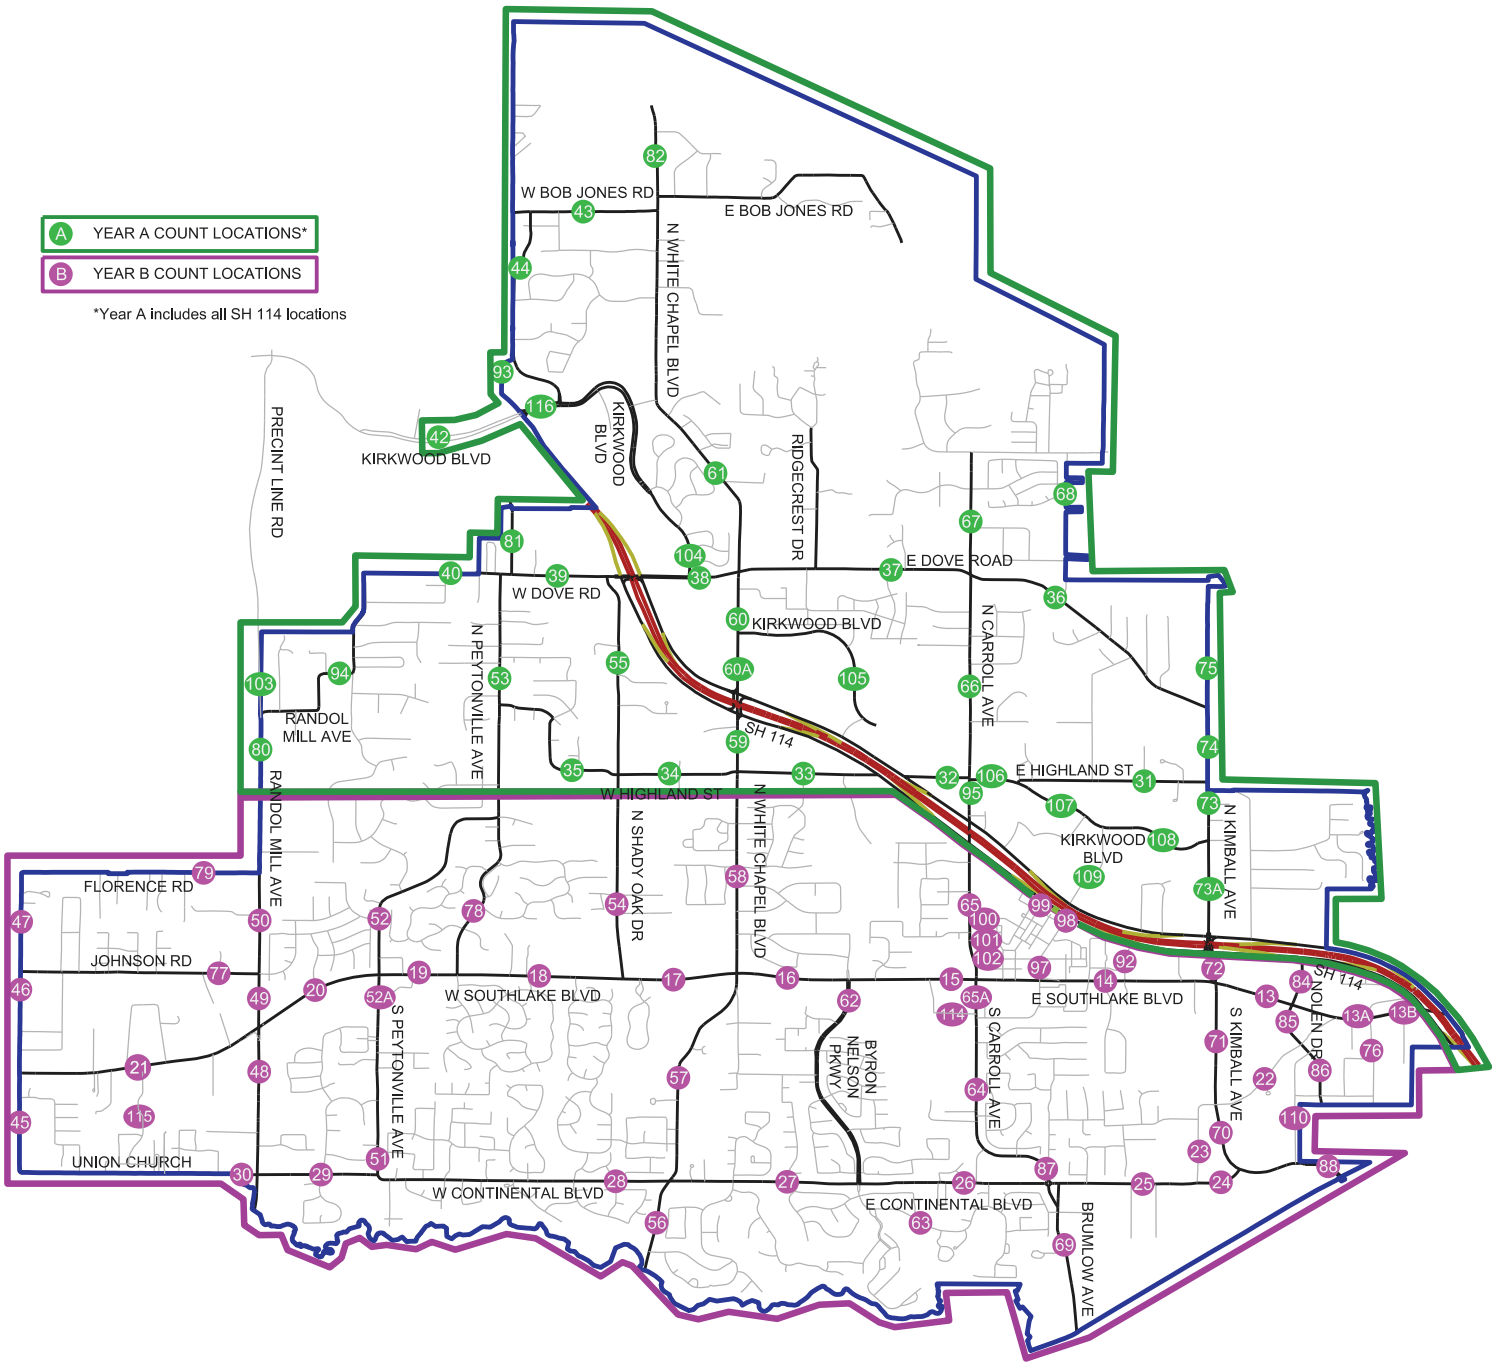 82
W BOB JONES RD
43
E BOB JONES RD
A YEAR A COUNT LOCATIONS*
B YEAR B COUNT LOCATIONS
*Year A includes all SH 114 locations
44
N WHITE CHAPEL BLVD
93
116
42
KIRKWOOD BLVD
KIRKWOOD
BLVD
PRECINT LINE RD
61
RIDGECREST DR
68
67
81
104
E DOVE ROAD
40
39
38
37
W DOVE RD
36
60
KIRKWOOD BLVD
N PEYTONVILLE AVE
N CARROLL AVE
55
60A
75
94
103
53
105
66
RANDOL
MILL AVE
SH 114
80
59
74
35
34
33
32
106
E HIGHLAND ST
31
95
W HIGHLAND ST
107
73
RANDOL MILL AVE
N SHADY OAK DR
N WHITE CHAPEL BLVD
108
KIRKWOOD
BLVD
N KIMBALL AVE
79
FLORENCE RD
58
109
73A
47
50
52
78
54
65
99
100
98
101
102
JOHNSON RD
77
19
18
17
16
15
97
92
14
72
SH 114
46
49
20
52A
W SOUTHLAKE BLVD
62
65A
114
E SOUTHLAKE BLVD
13
84
NOLEN DR
85
13A
13B
S PEYTONVILLE AVE
S CARROLL AVE
S KIMBALL AVE
71
76
BYRON
NELSON
PKWY
21
48
57
64
22
86
45
115
110
70
UNION CHURCH
51
23
30
29
28
27
26
87
25
24
88
W CONTINENTAL BLVD
E CONTINENTAL BLVD
56
63
69
BRUMLOW AVE